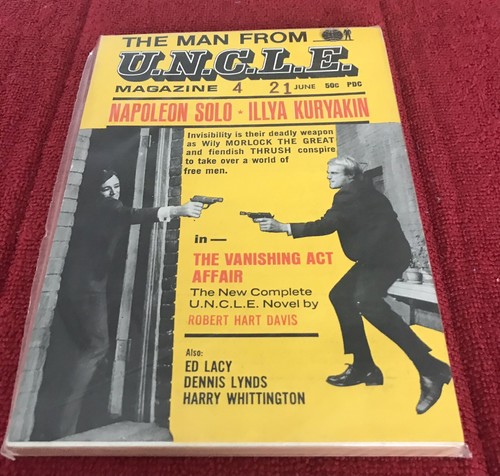 THE MAN FROM
U.N.C.L.E.
MAGAZINE 4 21 JUNE 50¢ PDC
NAPOLEON SOLO · ILLYA KURYAKIN
Invisibility is their deadly weapon
as Wily MORLOCK THE GREAT
and fiendish THRUSH conspire
to take over a world of
free men.
in —
THE VANISHING ACT
AFFAIR
The New Complete
U.N.C.L.E. Novel by
ROBERT HART DAVIS
Also:
ED LACY
DENNIS LYNDS
HARRY WHITTINGTON